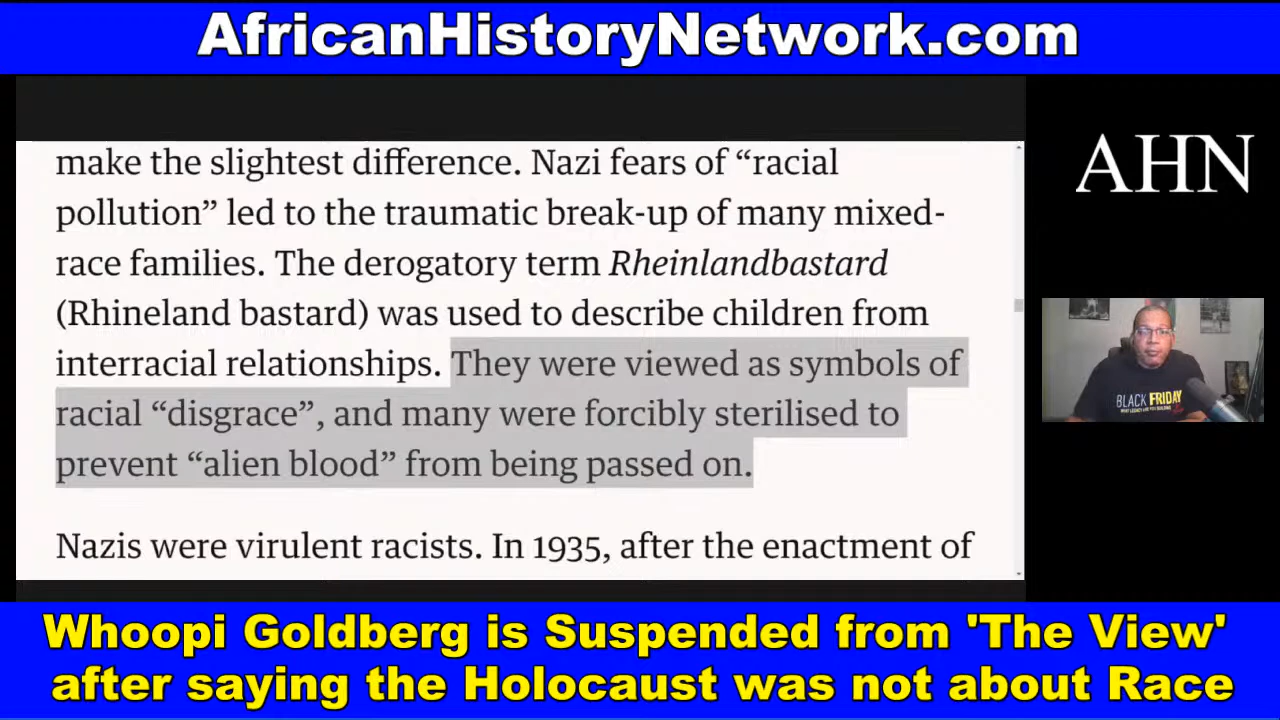 AfricanHistoryNetwork.com
make the slightest difference. Nazi fears of “racial
pollution” led to the traumatic break-up of many mixed-
race families. The derogatory term Rheinlandbastard
(Rhineland bastard) was used to describe children from
interracial relationships. They were viewed as symbols of
racial “disgrace”, and many were forcibly sterilised to
prevent “alien blood” from being passed on.
Nazis were virulent racists. In 1935, after the enactment of
AHN
BLACK FRIDAY
Whoopi Goldberg is Suspended from 'The View'
after saying the Holocaust was not about Race